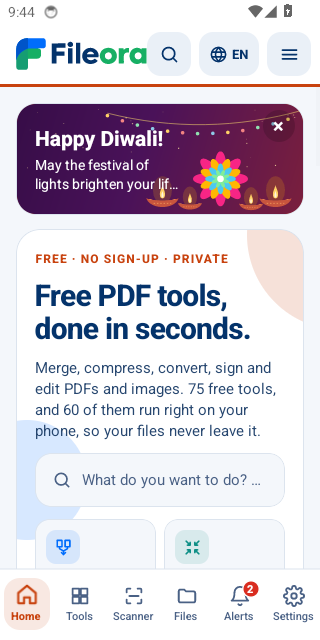 9:44
Fileora
EN
Happy Diwali!
May the festival of
lights brighten your lif…
FREE · NO SIGN-UP · PRIVATE
Free PDF tools,
done in seconds.
Merge, compress, convert, sign and
edit PDFs and images. 75 free tools,
and 60 of them run right on your
phone, so your files never leave it.
What do you want to do? ...
2
Home Tools Scanner Files Alerts Settings